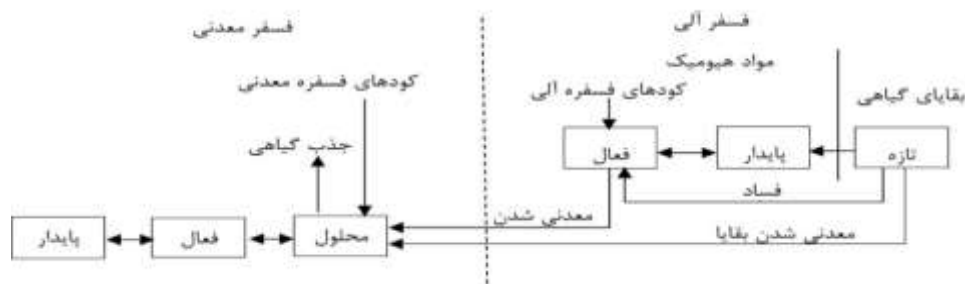 فسفر آلی
فسفر معدنی
مواد هیومیک
کودهای فسفره معدنی
کودهای فسفره آلی
بقایای گیاهی
جذب گیاهی
تازه
پایدار
فعال
فساد
معدنی شدن
معدنی شدن بقایا
محلول
فعال
پایدار